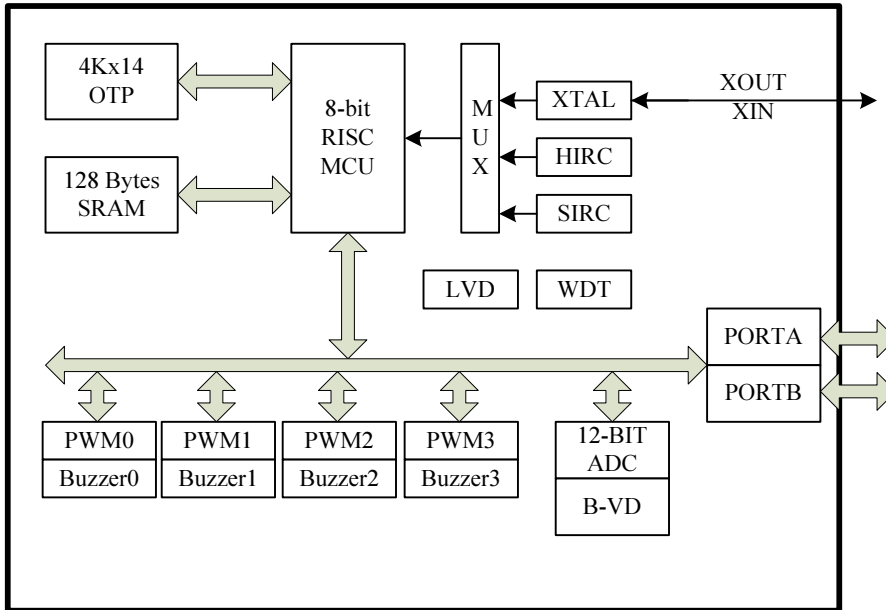 4Kx14
OTP
128 Bytes
SRAM
8-bit
RISC
MCU
M
U
X
XTAL
HIRC
SIRC
XOUT
XIN
LVD
WDT
PORTA
PORTB
PWM0
Buzzer0
PWM1
Buzzer1
PWM2
Buzzer2
PWM3
Buzzer3
12-BIT
ADC
B-VD